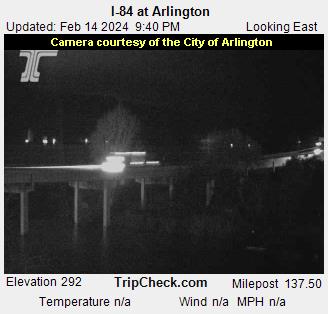 I-84 at Arlington
Updated: Feb 14 2024 9:40 PM Looking East
Camera courtesy of the City of Arlington
Elevation 292 TripCheck.com Milepost 137.50
Temperature n/a Wind n/a MPH n/a